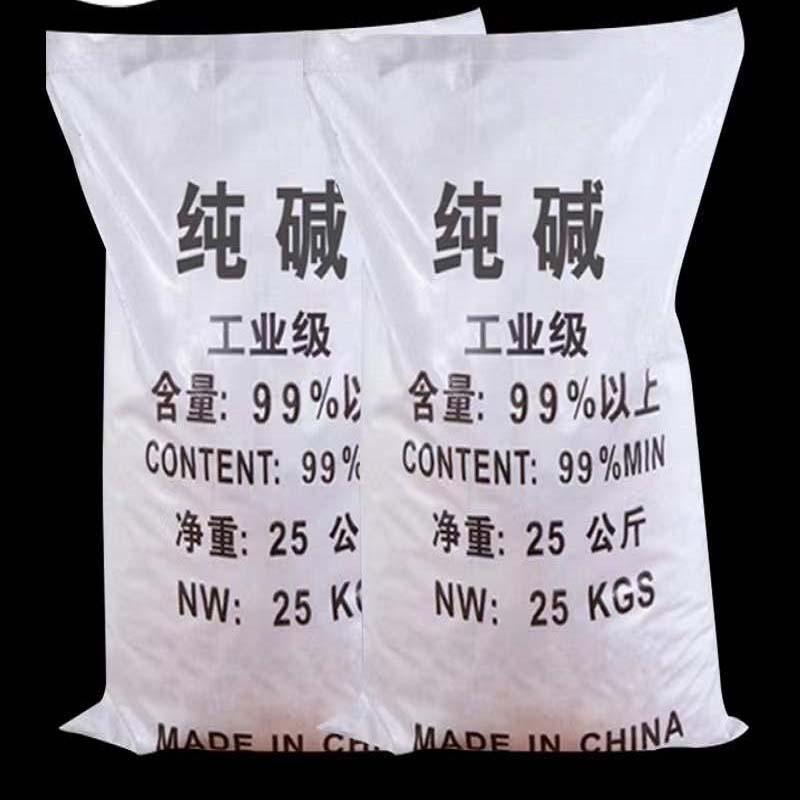 纯碱
工业级
含量: 99%以
CONTENT: 99%
净重: 25 公
NW: 25 KG
MADE IN CHI
纯碱
工业级
含量: 99%以上
CONTENT: 99%MIN
净重: 25 公斤
NW: 25 KGS
MADE IN CHINA